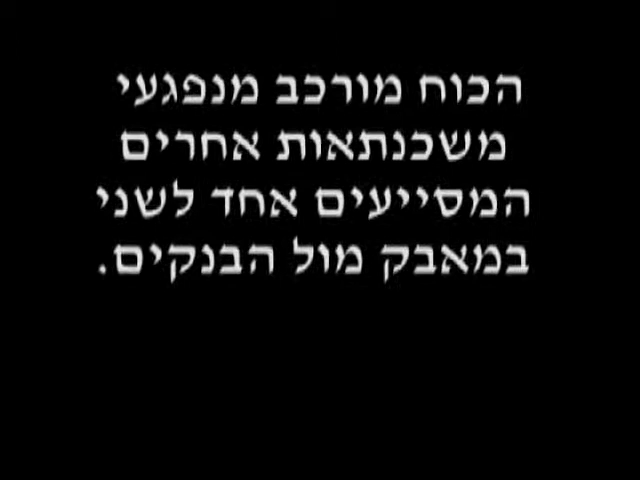 הכוח מורכב מנפגעי
משכנתאות אחרים
המסייעים אחד לשני
במאבק מול הבנקים.